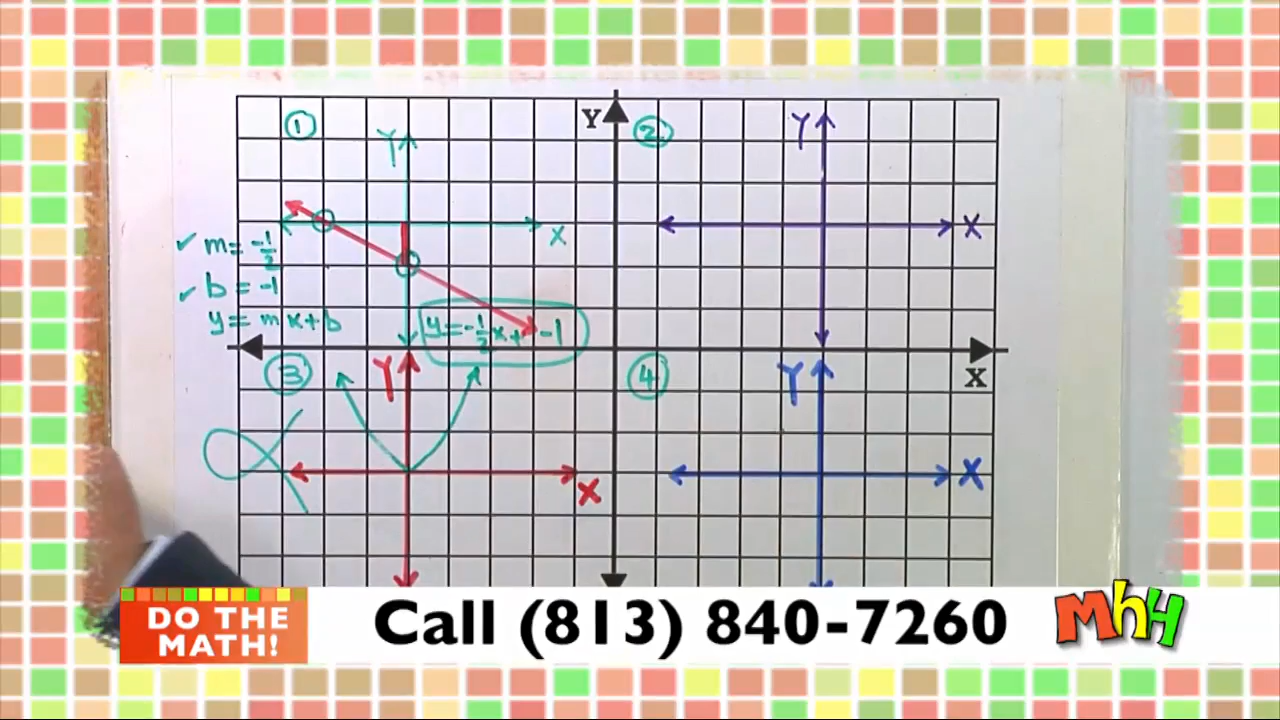 ①
Y
Y
②
Y
X
X
m = -1/2
b = -1
y = mx + b
y = -1/2x + -1
X
③
Y
④
Y
X
X
DO THE
MATH!
Call (813) 840-7260
MhH